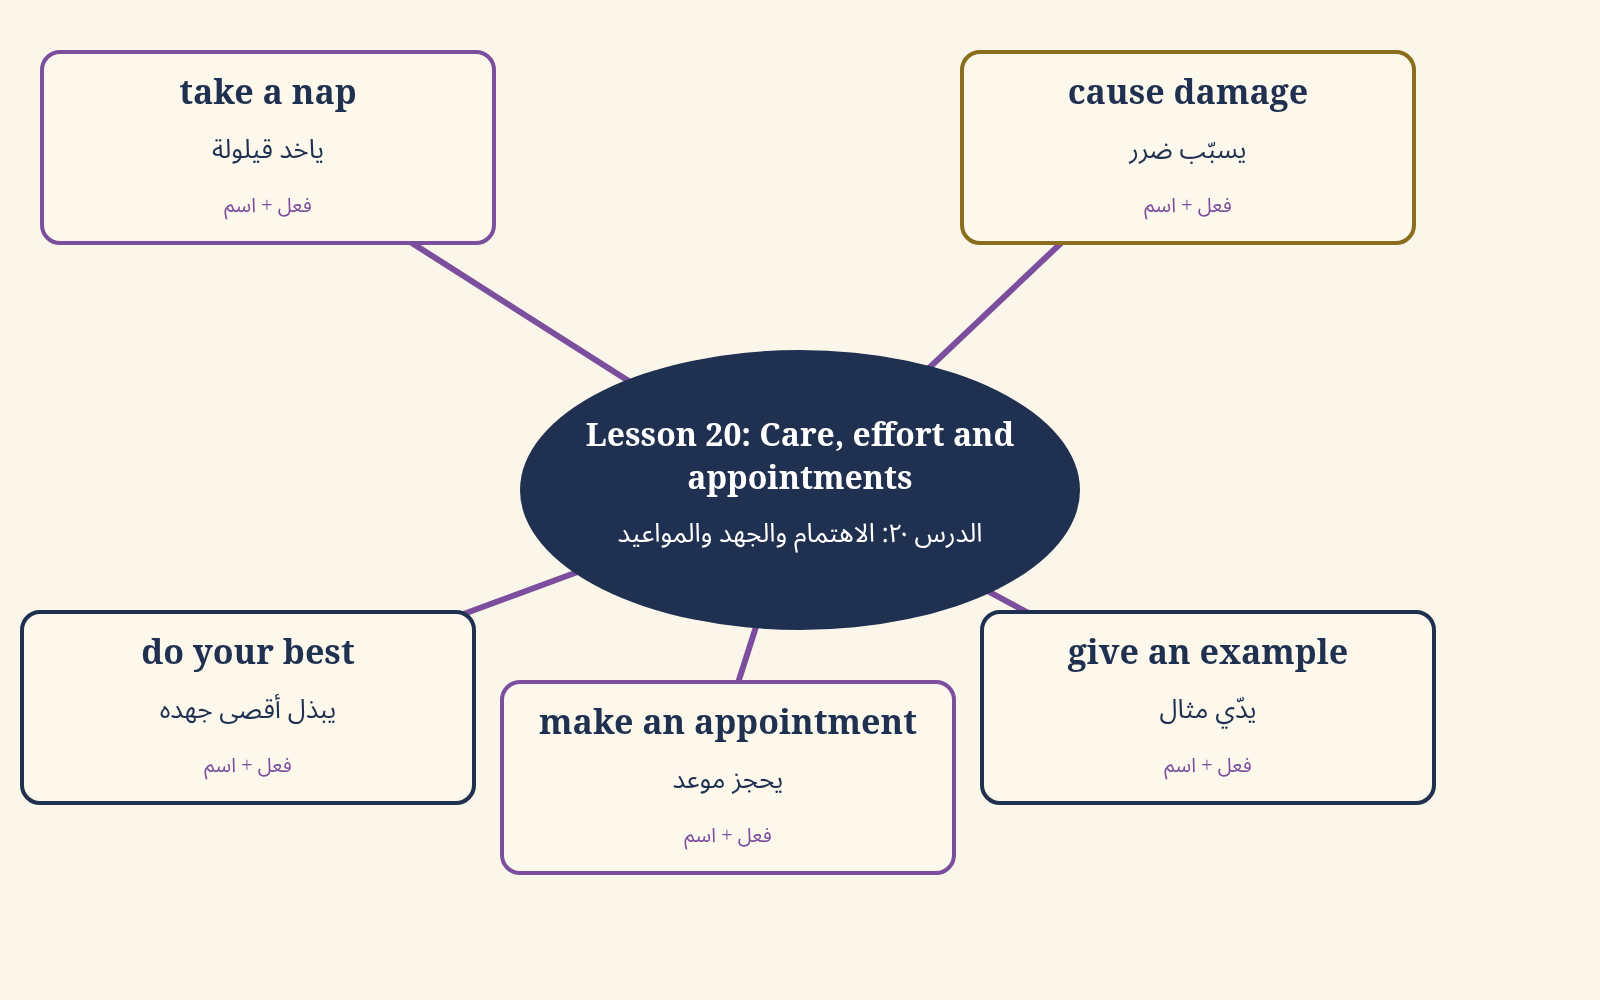 take a nap
ياخد قيلولة
فعل + اسم
cause damage
يسبّب ضرر
فعل + اسم
Lesson 20: Care, effort and
appointments
الدرس ٢٠: الاهتمام والجهد والمواعيد
do your best
يبذل أقصى جهده
فعل + اسم
make an appointment
يحجز موعد
فعل + اسم
give an example
يدّي مثال
فعل + اسم